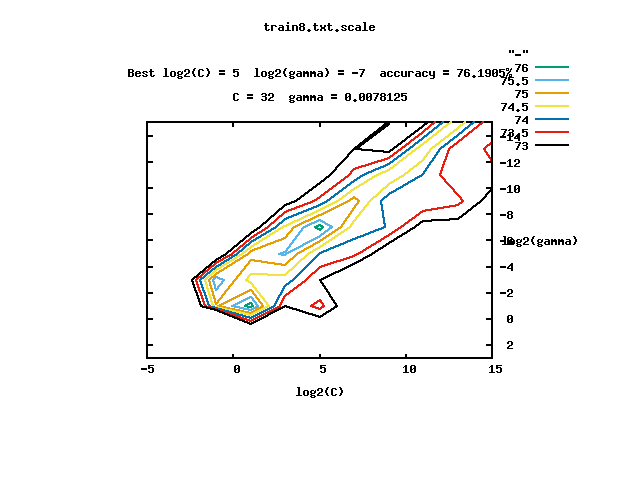 train8.txt.scale
"-"
Best log2(C) = 5 log2(gamma) = -7 accuracy = 76.1905%
C = 32 gamma = 0.0078125
76
75.5
75
74.5
74
73.5
73
-14
-12
-10
-8
-6
-4
-2
0
2
log2(gamma)
-5 0 5 10 15
log2(C)